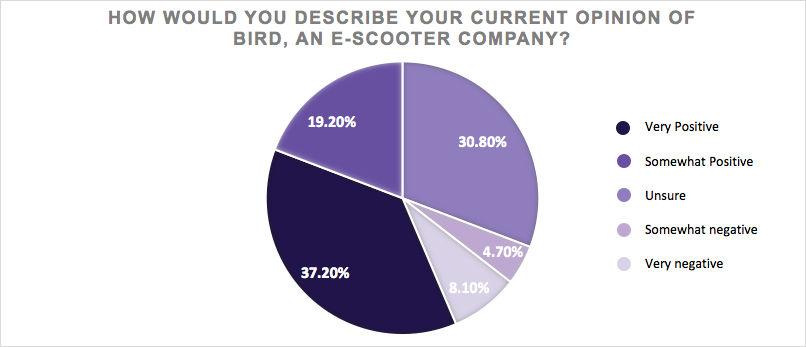 HOW WOULD YOU DESCRIBE YOUR CURRENT OPINION OF
BIRD, AN E-SCOOTER COMPANY?
19.20%
30.80%
4.70%
8.10%
37.20%
Very Positive
Somewhat Positive
Unsure
Somewhat negative
Very negative